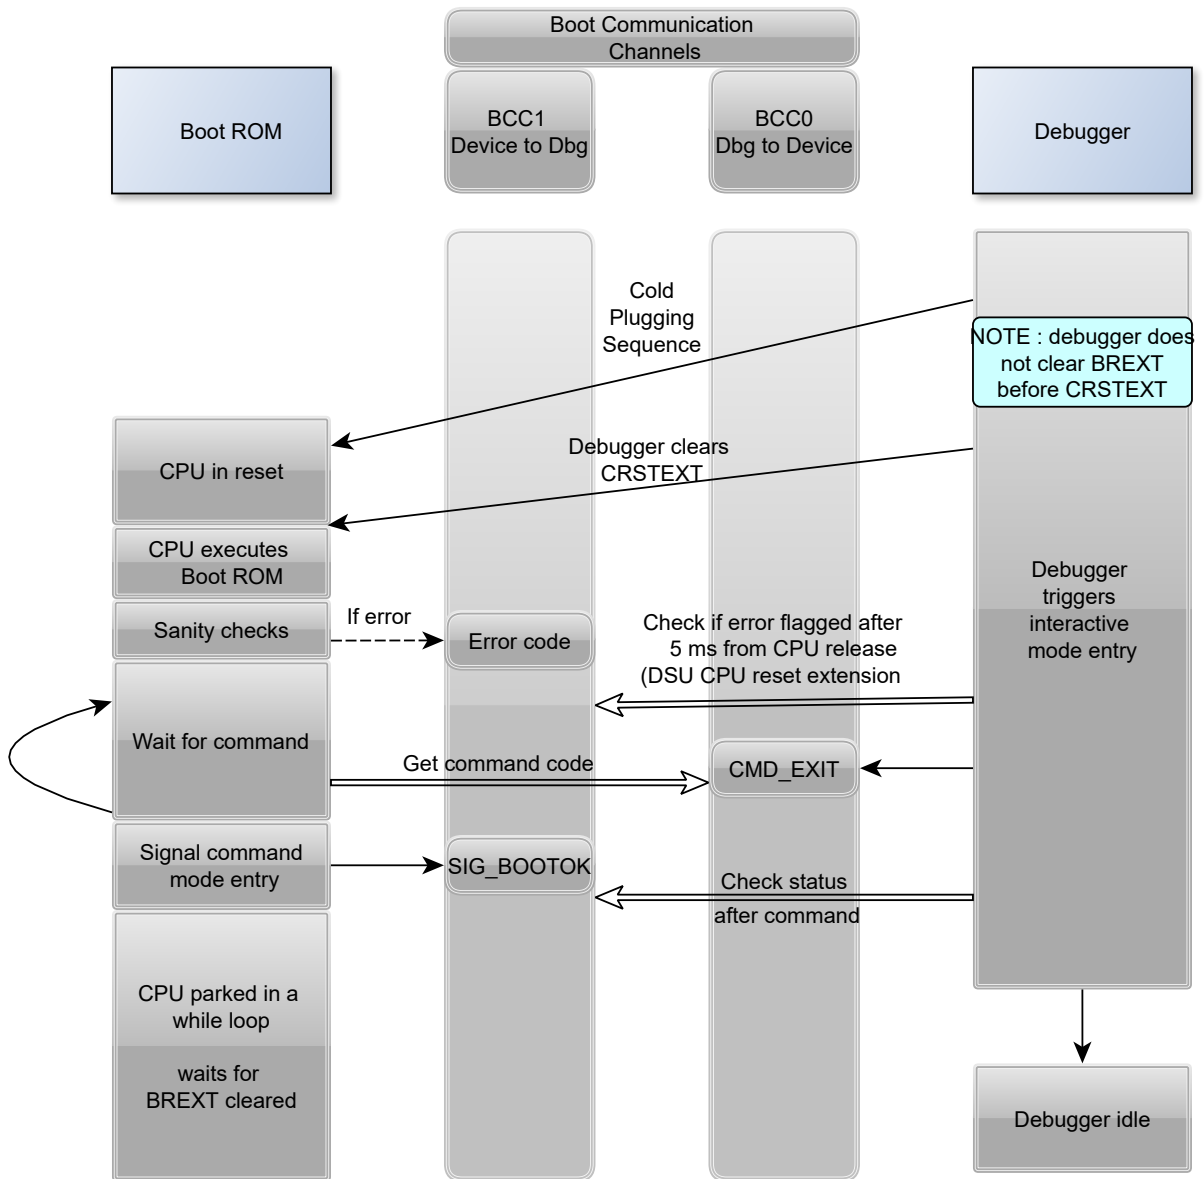 Boot Communication
Channels
Boot ROM
BCC1
Device to Dbg
BCC0
Dbg to Device
Debugger
Cold
Plugging
Sequence
NOTE : debugger does
not clear BREXT
before CRSTEXT
CPU in reset
Debugger clears
CRSTEXT
CPU executes
Boot ROM
Debugger
triggers
interactive
mode entry
Sanity checks
If error
Error code
Check if error flagged after
5 ms from CPU release
(DSU CPU reset extension
Wait for command
Get command code
CMD_EXIT
Signal command
mode entry
SIG_BOOTOK
Check status
after command
CPU parked in a
while loop
waits for
BREXT cleared
Debugger idle